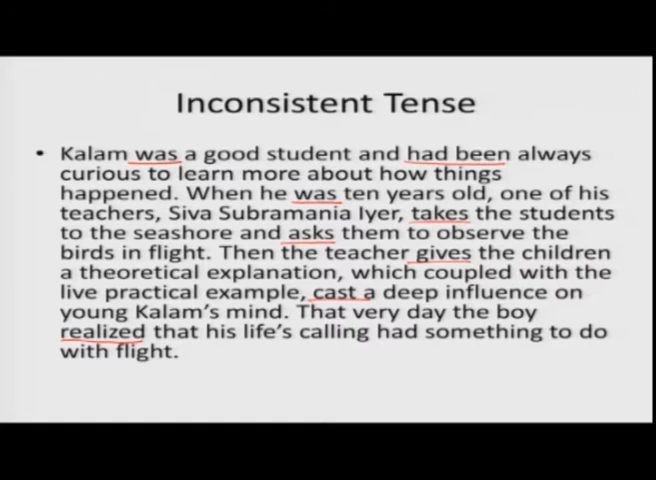 Inconsistent Tense
• Kalam was a good student and had been always
curious to learn more about how things
happened. When he was ten years old, one of his
teachers, Siva Subramania Iyer, takes the students
to the seashore and asks them to observe the
birds in flight. Then the teacher gives the children
a theoretical explanation, which coupled with the
live practical example, cast a deep influence on
young Kalam's mind. That very day the boy
realized that his life's calling had something to do
with flight.